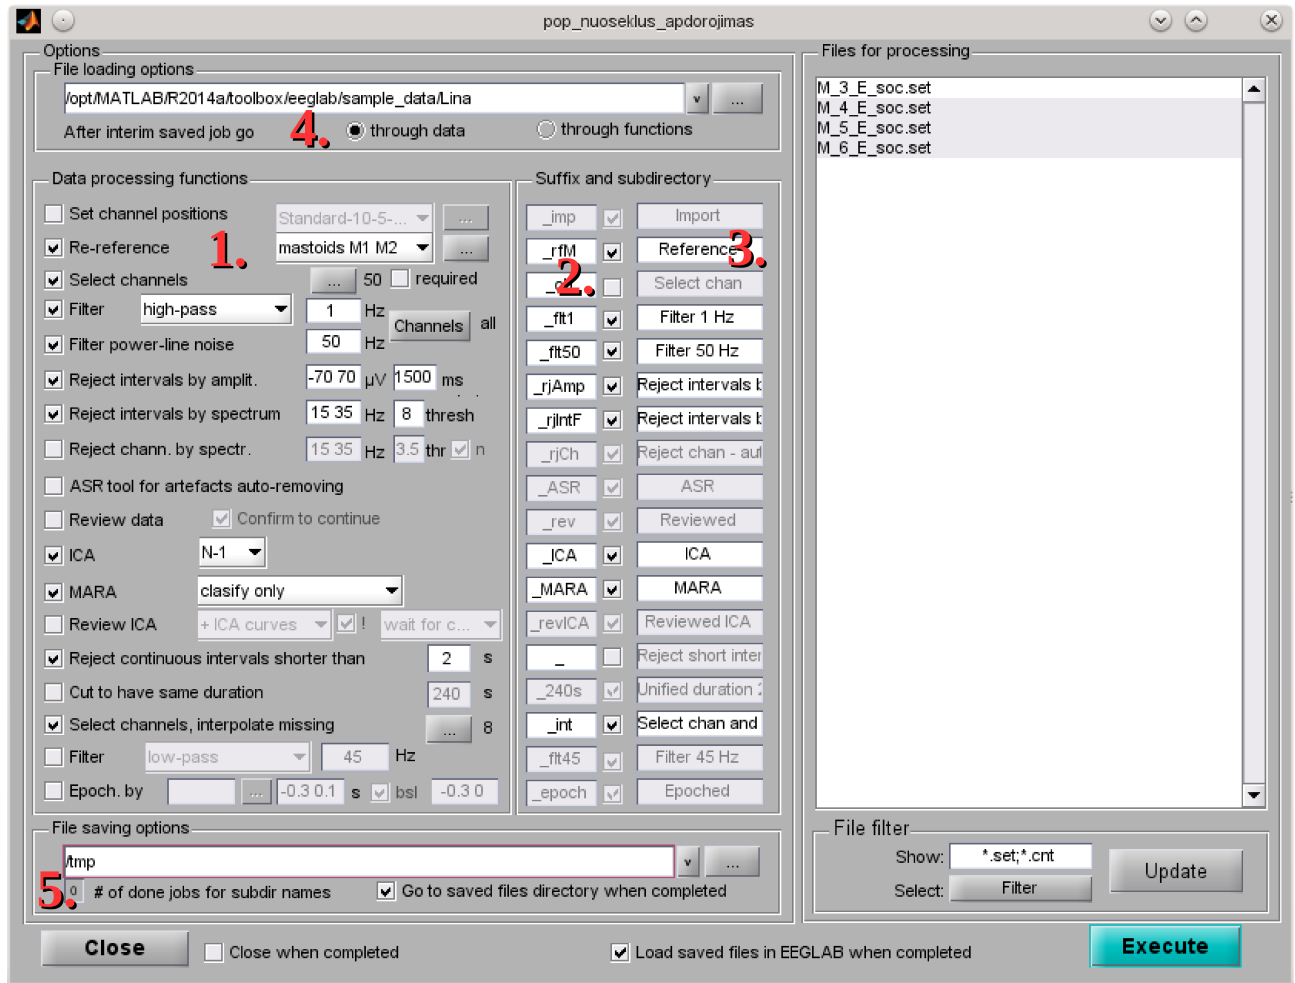 pop_nuoseklus_apdorojimas
Options
File loading options
/opt/MATLAB/R2014a/toolbox/eeglab/sample_data/Lina
v
...
After interim saved job go
4.
through data
through functions
Data processing functions
Set channel positions
Standard-10-5-...
...
Re-reference
1.
mastoids M1 M2
...
Select channels
...
50
required
Filter
high-pass
1
Hz
Channels
all
Filter power-line noise
50
Hz
Reject intervals by amplit.
-70 70
µV
1500
ms
Reject intervals by spectrum
15 35
Hz
8
thresh
Reject chann. by spectr.
15 35
Hz
3.5
thr
n
ASR tool for artefacts auto-removing
Review data
Confirm to continue
ICA
N-1
MARA
clasify only
Review ICA
+ ICA curves
!
wait for c...
Reject continuous intervals shorter than
2
s
Cut to have same duration
240
s
Select channels, interpolate missing
...
8
Filter
low-pass
45
Hz
Epoch. by
...
-0.3 0.1
s
bsl
-0.3 0
Suffix and subdirectory
_imp
Import
_rfM
Reference
3.
2.
Select chan
_flt1
Filter 1 Hz
_flt50
Filter 50 Hz
_rjAmp
Reject intervals b
_rjIntF
Reject intervals b
_rjCh
Reject chan - aut
_ASR
ASR
_rev
Reviewed
_ICA
ICA
_MARA
MARA
_revICA
Reviewed ICA
_
Reject short inter
_240s
Unified duration 2
_int
Select chan and
_flt45
Filter 45 Hz
_epoch
Epoched
File saving options
/tmp
v
...
5.
0
# of done jobs for subdir names
Go to saved files directory when completed
Files for processing
M_3_E_soc.set
M_4_E_soc.set
M_5_E_soc.set
M_6_E_soc.set
File filter
Show:
*.set;*.cnt
Select:
Filter
Update
Close
Close when completed
Load saved files in EEGLAB when completed
Execute